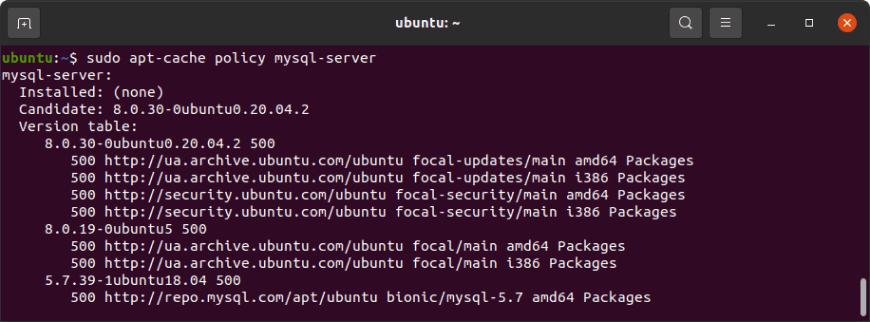 ubuntu: ~
ubuntu:~$ sudo apt-cache policy mysql-server
mysql-server:
  Installed: (none)
  Candidate: 8.0.30-0ubuntu0.20.04.2
  Version table:
     8.0.30-0ubuntu0.20.04.2 500
        500 http://ua.archive.ubuntu.com/ubuntu focal-updates/main amd64 Packages
        500 http://ua.archive.ubuntu.com/ubuntu focal-updates/main i386 Packages
        500 http://security.ubuntu.com/ubuntu focal-security/main amd64 Packages
        500 http://security.ubuntu.com/ubuntu focal-security/main i386 Packages
     8.0.19-0ubuntu5 500
        500 http://ua.archive.ubuntu.com/ubuntu focal/main amd64 Packages
        500 http://ua.archive.ubuntu.com/ubuntu focal/main i386 Packages
     5.7.39-1ubuntu18.04 500
        500 http://repo.mysql.com/apt/ubuntu bionic/mysql-5.7 amd64 Packages